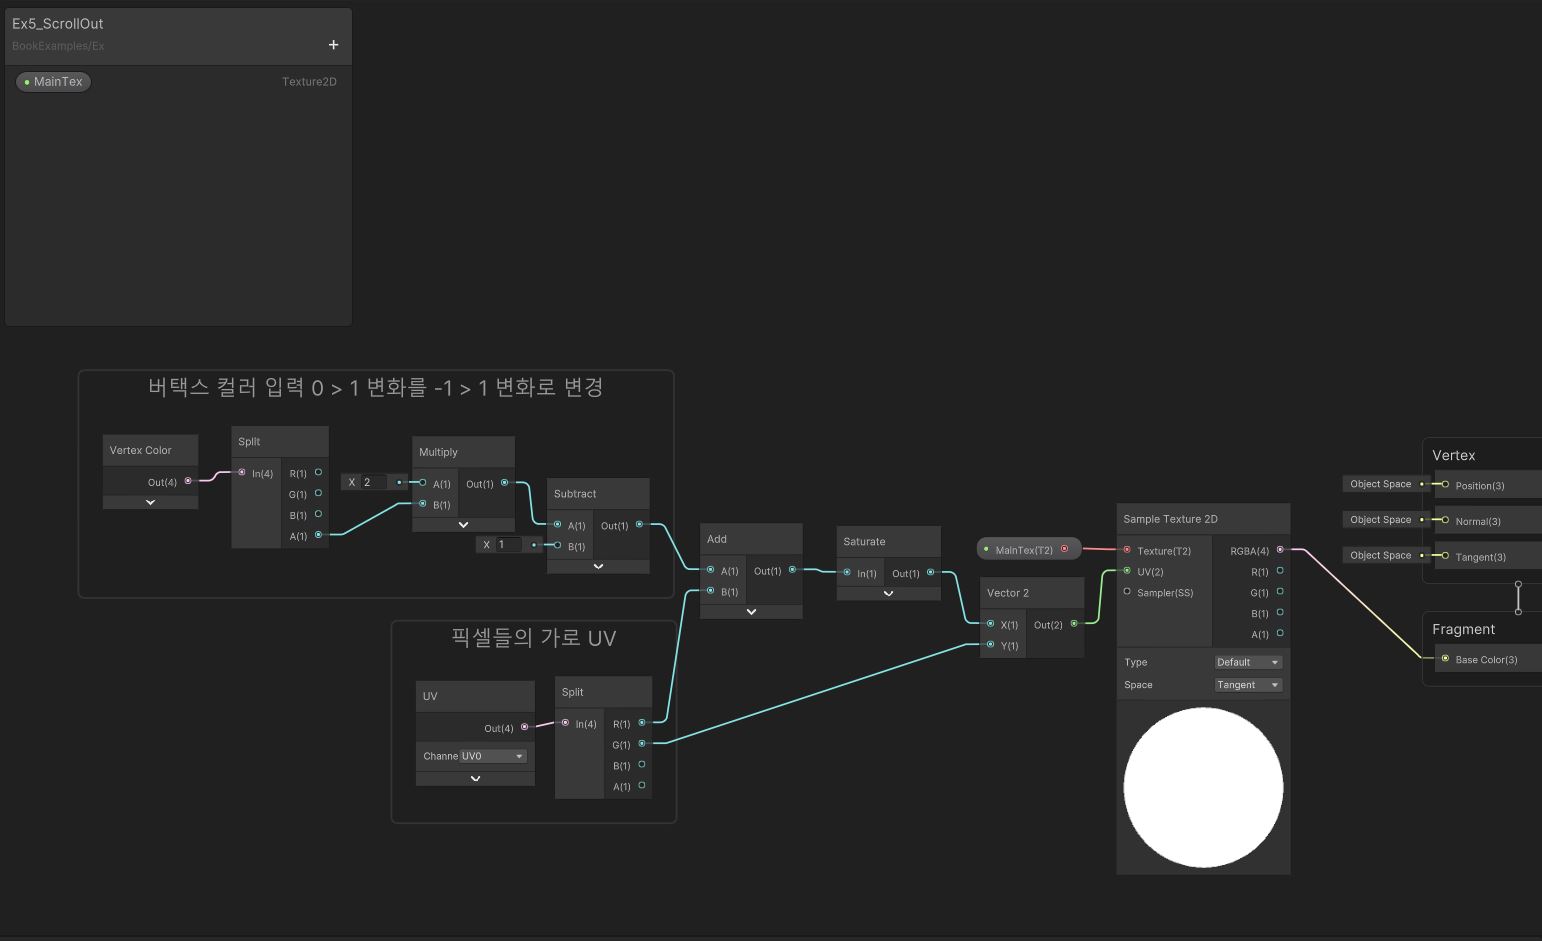 Ex5_ScrollOut
BookExamples/Ex
+
MainTex
Texture2D
버택스 컬러 입력 0 > 1 변화를 -1 > 1 변화로 변경
Vertex Color
Out(4)
Split
In(4)
R(1)
G(1)
B(1)
A(1)
X 2
Multiply
A(1)
B(1)
Out(1)
X 1
Subtract
A(1)
B(1)
Out(1)
픽셀들의 가로 UV
UV
Out(4)
Channe UV0
Split
In(4)
R(1)
G(1)
B(1)
A(1)
Add
A(1)
B(1)
Out(1)
Saturate
In(1)
Out(1)
MainTex(T2)
Vector 2
X(1)
Y(1)
Out(2)
Sample Texture 2D
Texture(T2)
UV(2)
Sampler(SS)
RGBA(4)
R(1)
G(1)
B(1)
A(1)
Type Default
Space Tangent
Vertex
Object Space Position(3)
Object Space Normal(3)
Object Space Tangent(3)
Fragment
Base Color(3)